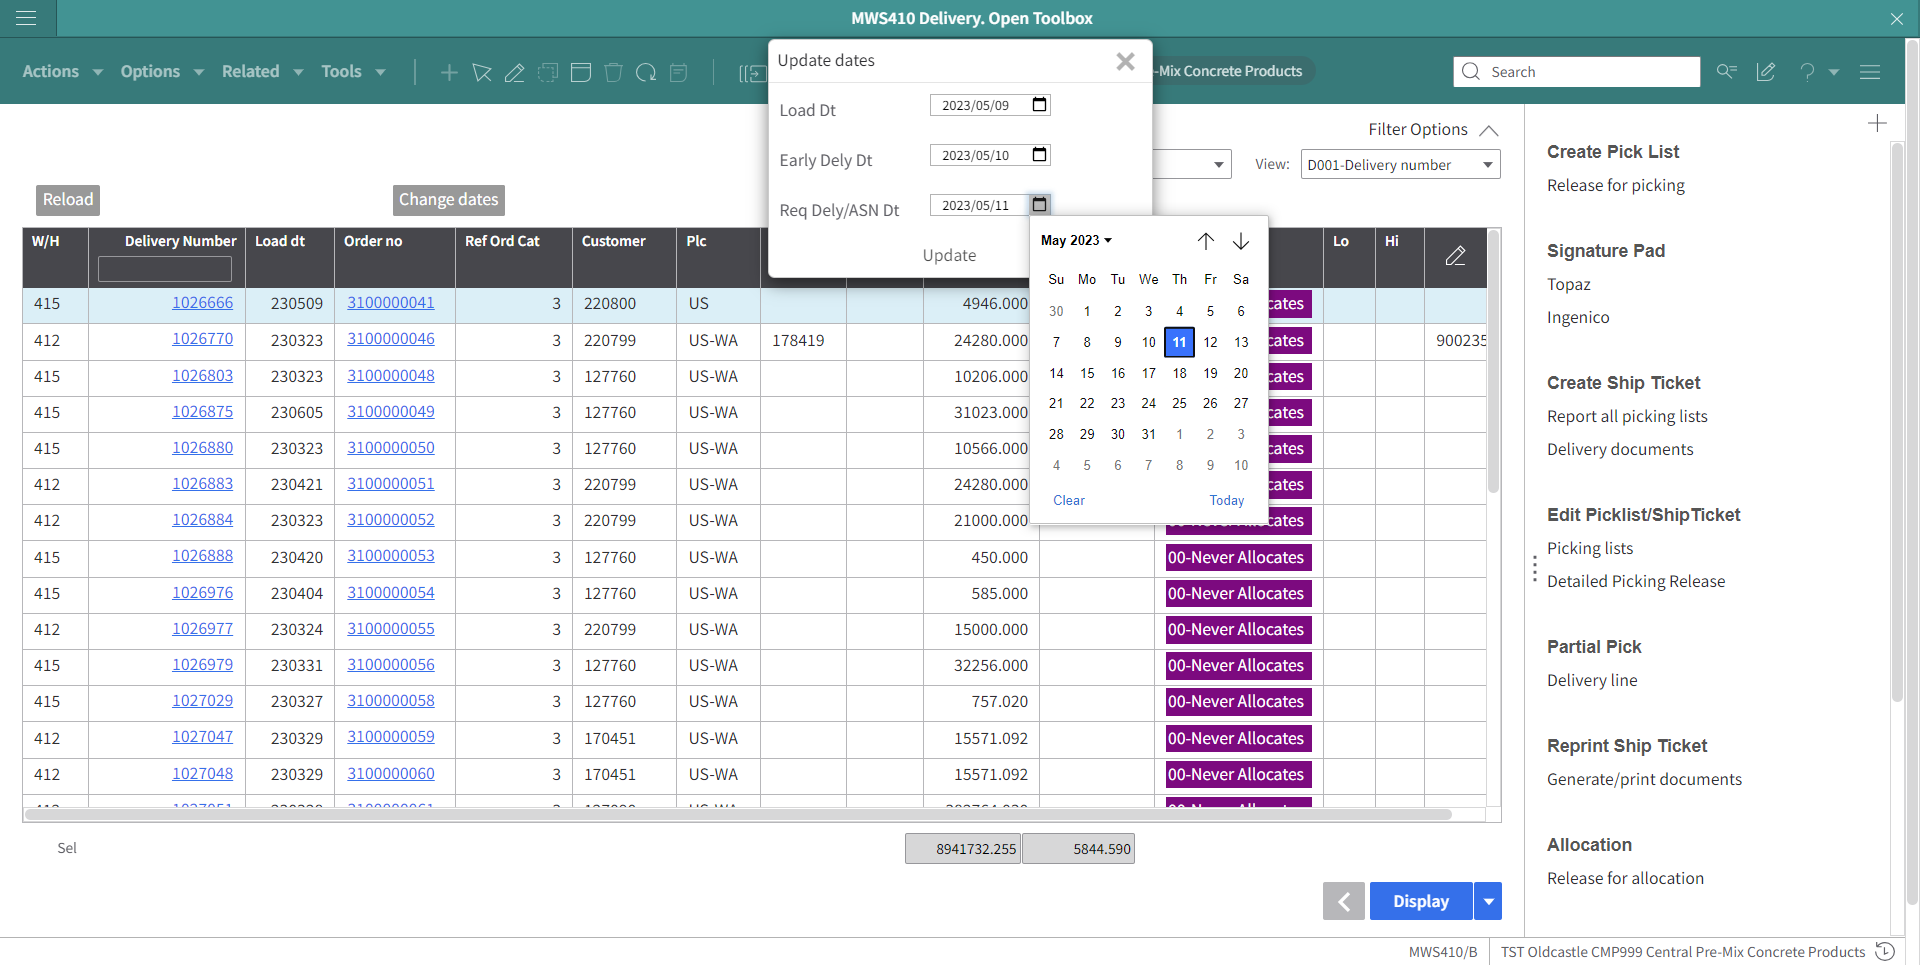 MWS410 Delivery. Open Toolbox
Actions Options Related Tools
-Mix Concrete Products
Search
Update dates
Load Dt 2023/05/09
Early Dely Dt 2023/05/10
Req Dely/ASN Dt 2023/05/11
Update
Filter Options
View: D001-Delivery number
Reload Change dates
W/H Delivery Number Load dt Order no Ref Ord Cat Customer Plc Lo Hi
415 1026666 230509 3100000041 3 220800 US 4946.000
412 1026770 230323 3100000046 3 220799 US-WA 178419 24280.000 900235
415 1026803 230323 3100000048 3 127760 US-WA 10206.000
415 1026875 230605 3100000049 3 127760 US-WA 31023.000
415 1026880 230323 3100000050 3 127760 US-WA 10566.000
412 1026883 230421 3100000051 3 220799 US-WA 24280.000
412 1026884 230323 3100000052 3 220799 US-WA 21000.000
415 1026888 230420 3100000053 3 127760 US-WA 450.000 00-Never Allocates
415 1026976 230404 3100000054 3 127760 US-WA 585.000 00-Never Allocates
412 1026977 230324 3100000055 3 220799 US-WA 15000.000 00-Never Allocates
415 1026979 230331 3100000056 3 127760 US-WA 32256.000 00-Never Allocates
415 1027029 230327 3100000058 3 127760 US-WA 757.020 00-Never Allocates
412 1027047 230329 3100000059 3 170451 US-WA 15571.092 00-Never Allocates
412 1027048 230329 3100000060 3 170451 US-WA 15571.092 00-Never Allocates
May 2023
Su Mo Tu We Th Fr Sa
30 1 2 3 4 5 6
7 8 9 10 11 12 13
14 15 16 17 18 19 20
21 22 23 24 25 26 27
28 29 30 31 1 2 3
4 5 6 7 8 9 10
Clear Today
Sel 8941732.255 5844.590
Display
Create Pick List
Release for picking
Signature Pad
Topaz
Ingenico
Create Ship Ticket
Report all picking lists
Delivery documents
Edit Picklist/ShipTicket
Picking lists
Detailed Picking Release
Partial Pick
Delivery line
Reprint Ship Ticket
Generate/print documents
Allocation
Release for allocation
MWS410/B TST Oldcastle CMP999 Central Pre-Mix Concrete Products